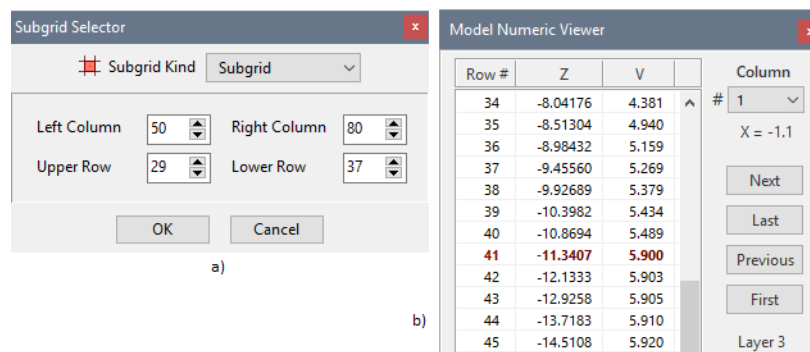 Subgrid Selector x
Subgrid Kind Subgrid
Left Column 50 Right Column 80
Upper Row 29 Lower Row 37
OK Cancel
a)
b)
Model Numeric Viewer x
Row # Z V
34 -8.04176 4.381
35 -8.51304 4.940
36 -8.98432 5.159
37 -9.45560 5.269
38 -9.92689 5.379
39 -10.3982 5.434
40 -10.8694 5.489
41 -11.3407 5.900
42 -12.1333 5.903
43 -12.9258 5.905
44 -13.7183 5.910
45 -14.5108 5.920
Column
# 1
X = -1.1
Next
Last
Previous
First
Layer 3